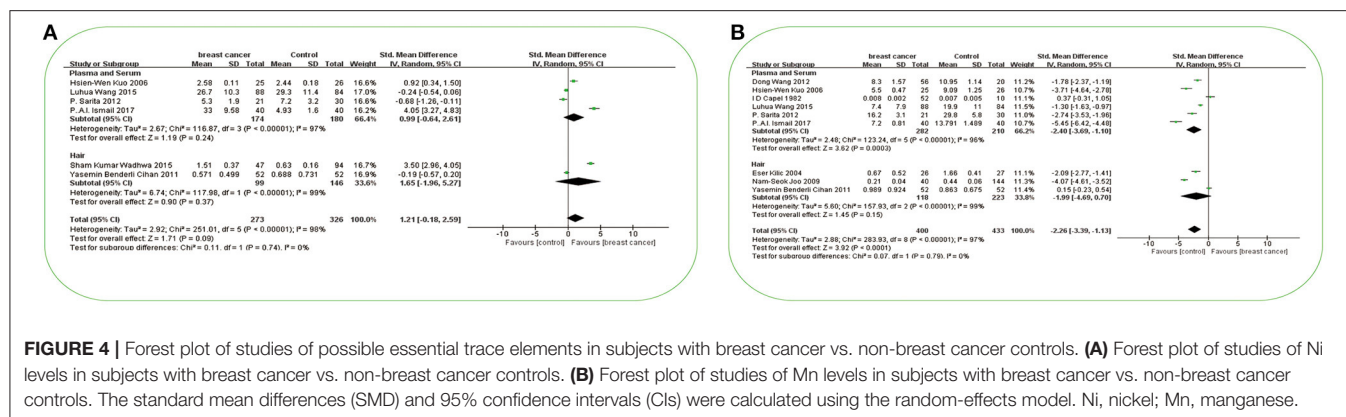 A
breast cancer Control Std. Mean Difference Std. Mean Difference
Study or Subgroup Mean SD Total Mean SD Total Weight IV, Random, 95% CI IV, Random, 95% CI
Plasma and Serum
Hsien-Wen Kuo 2006 2.58 0.11 25 2.44 0.18 26 16.6% 0.92 [0.34, 1.50]
Luhua Wang 2015 26.7 10.3 88 29.3 11.4 84 17.0% -0.24 [-0.54, 0.06]
P. Sarita 2012 5.3 1.9 21 7.2 3.2 30 16.6% -0.68 [-1.26, -0.11]
P.A.I. Ismail 2017 33 9.58 40 4.93 1.6 40 16.2% 4.05 [3.27, 4.83]
Subtotal (95% CI) 174 180 66.4% 0.99 [-0.64, 2.61]
Heterogeneity: Tau² = 2.67; Chi² = 116.87, df = 3 (P < 0.00001); I² = 97%
Test for overall effect: Z = 1.19 (P = 0.24)
Hair
Sham Kumar Wadhwa 2015 1.51 0.37 47 0.63 0.16 94 16.5% 3.50 [2.96, 4.05]
Yasemin Benderli Cihan 2011 0.571 0.499 52 0.688 0.731 52 16.9% -0.19 [-0.57, 0.20]
Subtotal (95% CI) 99 146 33.6% 1.65 [-1.96, 5.27]
Heterogeneity: Tau² = 6.74; Chi² = 117.98, df = 1 (P < 0.00001); I² = 99%
Test for overall effect: Z = 0.90 (P = 0.37)
Total (95% CI) 273 326 100.0% 1.21 [-0.18, 2.59]
Heterogeneity: Tau² = 2.92; Chi² = 251.01, df = 5 (P < 0.00001); I² = 98%
Test for overall effect: Z = 1.71 (P = 0.09)
Test for subgroup differences: Chi² = 0.11, df = 1 (P = 0.74), I² = 0%
-10 -5 0 5 10
Favours [control] Favours [breast cancer]
B
breast cancer Control Std. Mean Difference Std. Mean Difference
Study or Subgroup Mean SD Total Mean SD Total Weight IV, Random, 95% CI IV, Random, 95% CI
Plasma and Serum
Dong Wang 2012 8.3 1.57 56 10.95 1.14 20 11.2% -1.78 [-2.37, -1.19]
Hsien-Wen Kuo 2006 5.5 0.47 25 9.6 1.25 26 10.7% -3.71 [-4.64, -2.78]
I D Capel 1982 0.008 0.002 52 0.007 0.005 10 11.1% 0.37 [-0.31, 1.05]
Luhua Wang 2015 7.4 7.9 88 19.9 11 84 11.5% -1.30 [-1.63, -0.97]
P. Sarita 2012 16.2 3.1 21 29.8 5.8 30 11.0% -2.74 [-3.53, -1.96]
P.A.I. Ismail 2017 7.2 0.81 40 13.791 1.489 40 10.7% -5.45 [-6.42, -4.48]
Subtotal (95% CI) 282 210 66.2% -2.40 [-3.69, -1.10]
Heterogeneity: Tau² = 2.48; Chi² = 123.24, df = 5 (P < 0.00001); I² = 96%
Test for overall effect: Z = 3.62 (P = 0.0003)
Hair
Eser Kilic 2004 0.67 0.52 26 1.66 0.41 27 11.1% -2.09 [-2.77, -1.41]
Nam-Seok Joo 2009 0.21 0.04 40 0.44 0.06 144 11.3% -4.07 [-4.61, -3.52]
Yasemin Benderli Cihan 2011 0.989 0.924 52 0.863 0.675 52 11.5% 0.15 [-0.23, 0.54]
Subtotal (95% CI) 118 223 33.8% -1.99 [-4.69, 0.70]
Heterogeneity: Tau² = 5.60; Chi² = 157.93, df = 2 (P < 0.00001); I² = 99%
Test for overall effect: Z = 1.45 (P = 0.15)
Total (95% CI) 400 433 100.0% -2.26 [-3.39, -1.13]
Heterogeneity: Tau² = 2.88; Chi² = 283.93, df = 8 (P < 0.00001); I² = 97%
Test for overall effect: Z = 3.92 (P < 0.0001)
Test for subgroup differences: Chi² = 0.07, df = 1 (P = 0.79), I² = 0%
-10 -5 0 5 10
Favours [control] Favours [breast cancer]
FIGURE 4 | Forest plot of studies of possible essential trace elements in subjects with breast cancer vs. non-breast cancer controls. (A) Forest plot of studies of Ni
levels in subjects with breast cancer vs. non-breast cancer controls. (B) Forest plot of studies of Mn levels in subjects with breast cancer vs. non-breast cancer
controls. The standard mean differences (SMD) and 95% confidence intervals (CIs) were calculated using the random-effects model. Ni, nickel; Mn, manganese.